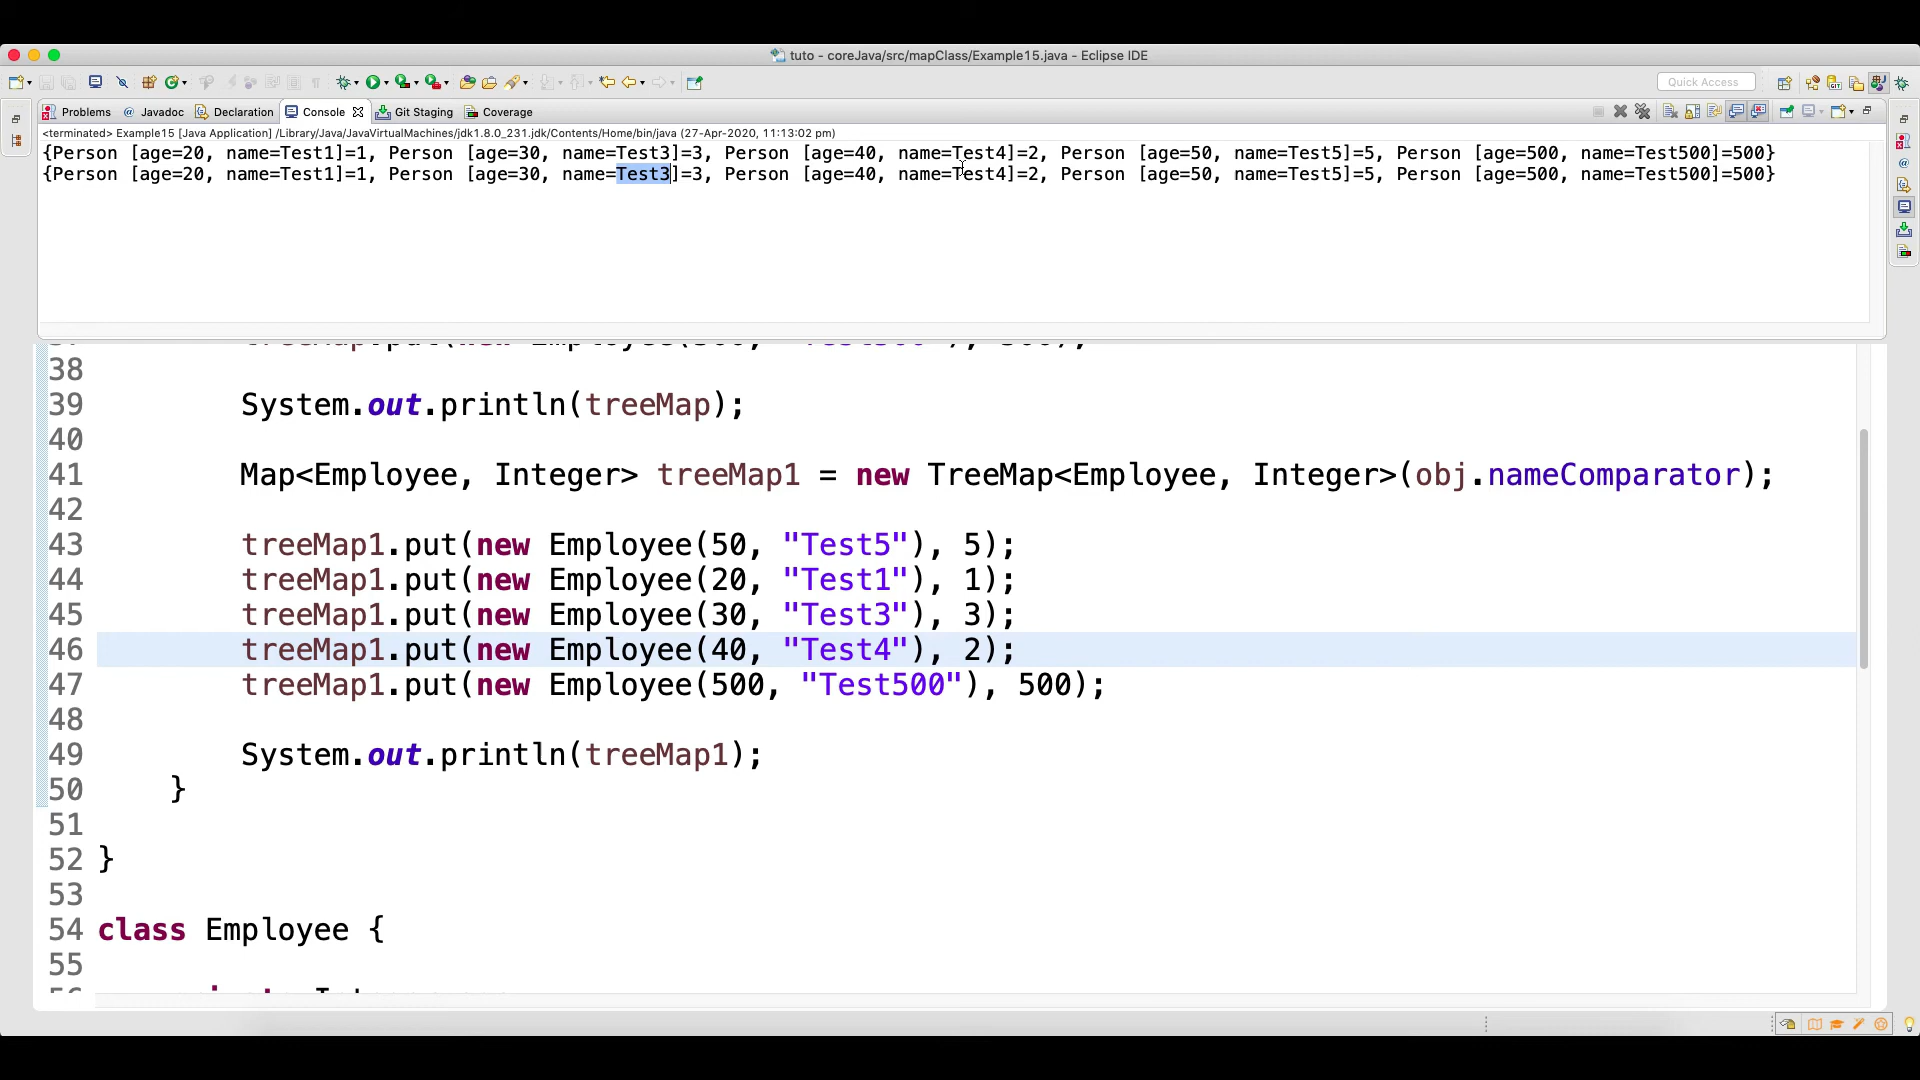 tuto - coreJava/src/mapClass/Example15.java - Eclipse IDE
Quick Access
Problems @ Javadoc Declaration Console Git Staging Coverage
<terminated> Example15 [Java Application] /Library/Java/JavaVirtualMachines/jdk1.8.0_231.jdk/Contents/Home/bin/java (27-Apr-2020, 11:13:02 pm)
{Person [age=20, name=Test1]=1, Person [age=30, name=Test3]=3, Person [age=40, name=Test4]=2, Person [age=50, name=Test5]=5, Person [age=500, name=Test500]=500}
{Person [age=20, name=Test1]=1, Person [age=30, name=Test3]=3, Person [age=40, name=Test4]=2, Person [age=50, name=Test5]=5, Person [age=500, name=Test500]=500}
38
39 System.out.println(treeMap);
40
41 Map<Employee, Integer> treeMap1 = new TreeMap<Employee, Integer>(obj.nameComparator);
42
43 treeMap1.put(new Employee(50, "Test5"), 5);
44 treeMap1.put(new Employee(20, "Test1"), 1);
45 treeMap1.put(new Employee(30, "Test3"), 3);
46 treeMap1.put(new Employee(40, "Test4"), 2);
47 treeMap1.put(new Employee(500, "Test500"), 500);
48
49 System.out.println(treeMap1);
50 }
51
52 }
53
54 class Employee {
55